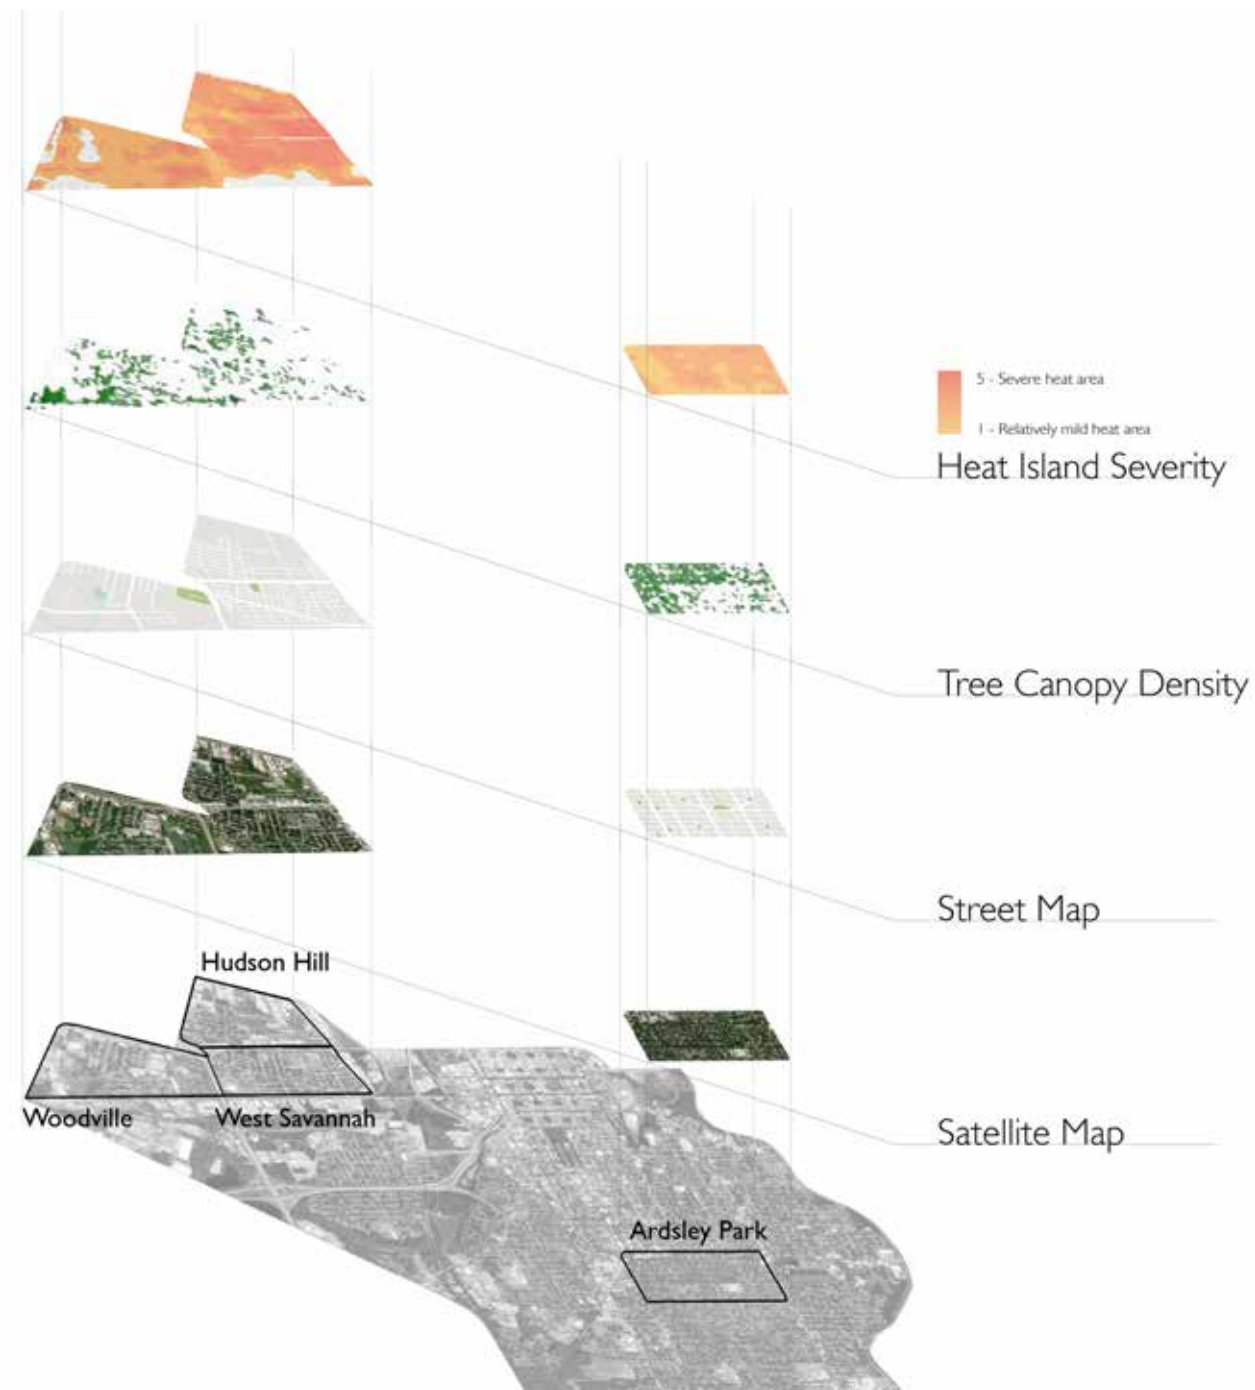 5 - Severe heat area
1 - Relatively mild heat area
Heat Island Severity
Tree Canopy Density
Street Map
Hudson Hill
Woodville
West Savannah
Satellite Map
Ardsley Park